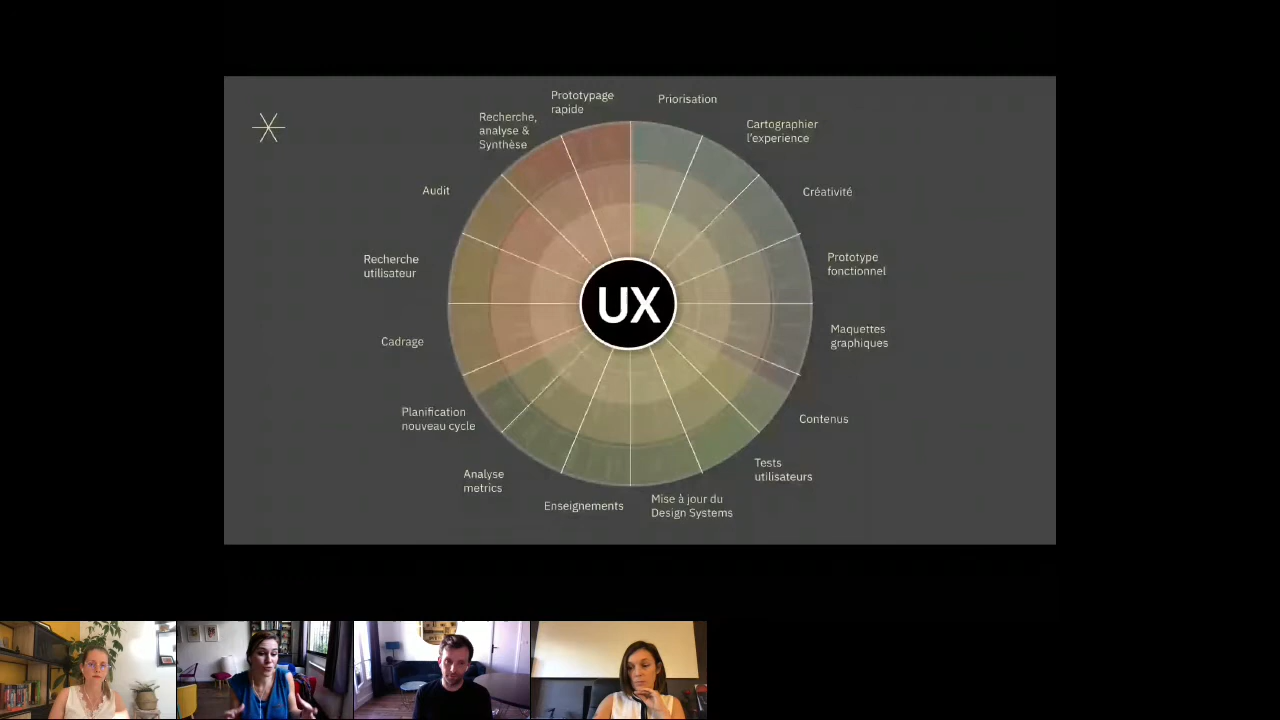 Prototypage
rapide
Priorisation
Recherche,
analyse &
Synthèse
Cartographier
l'experience
Audit
Créativité
Recherche
utilisateur
Prototype
fonctionnel
UX
Cadrage
Maquettes
graphiques
Planification
nouveau cycle
Contenus
Analyse
metrics
Tests
utilisateurs
Enseignements
Mise à jour du
Design Systems